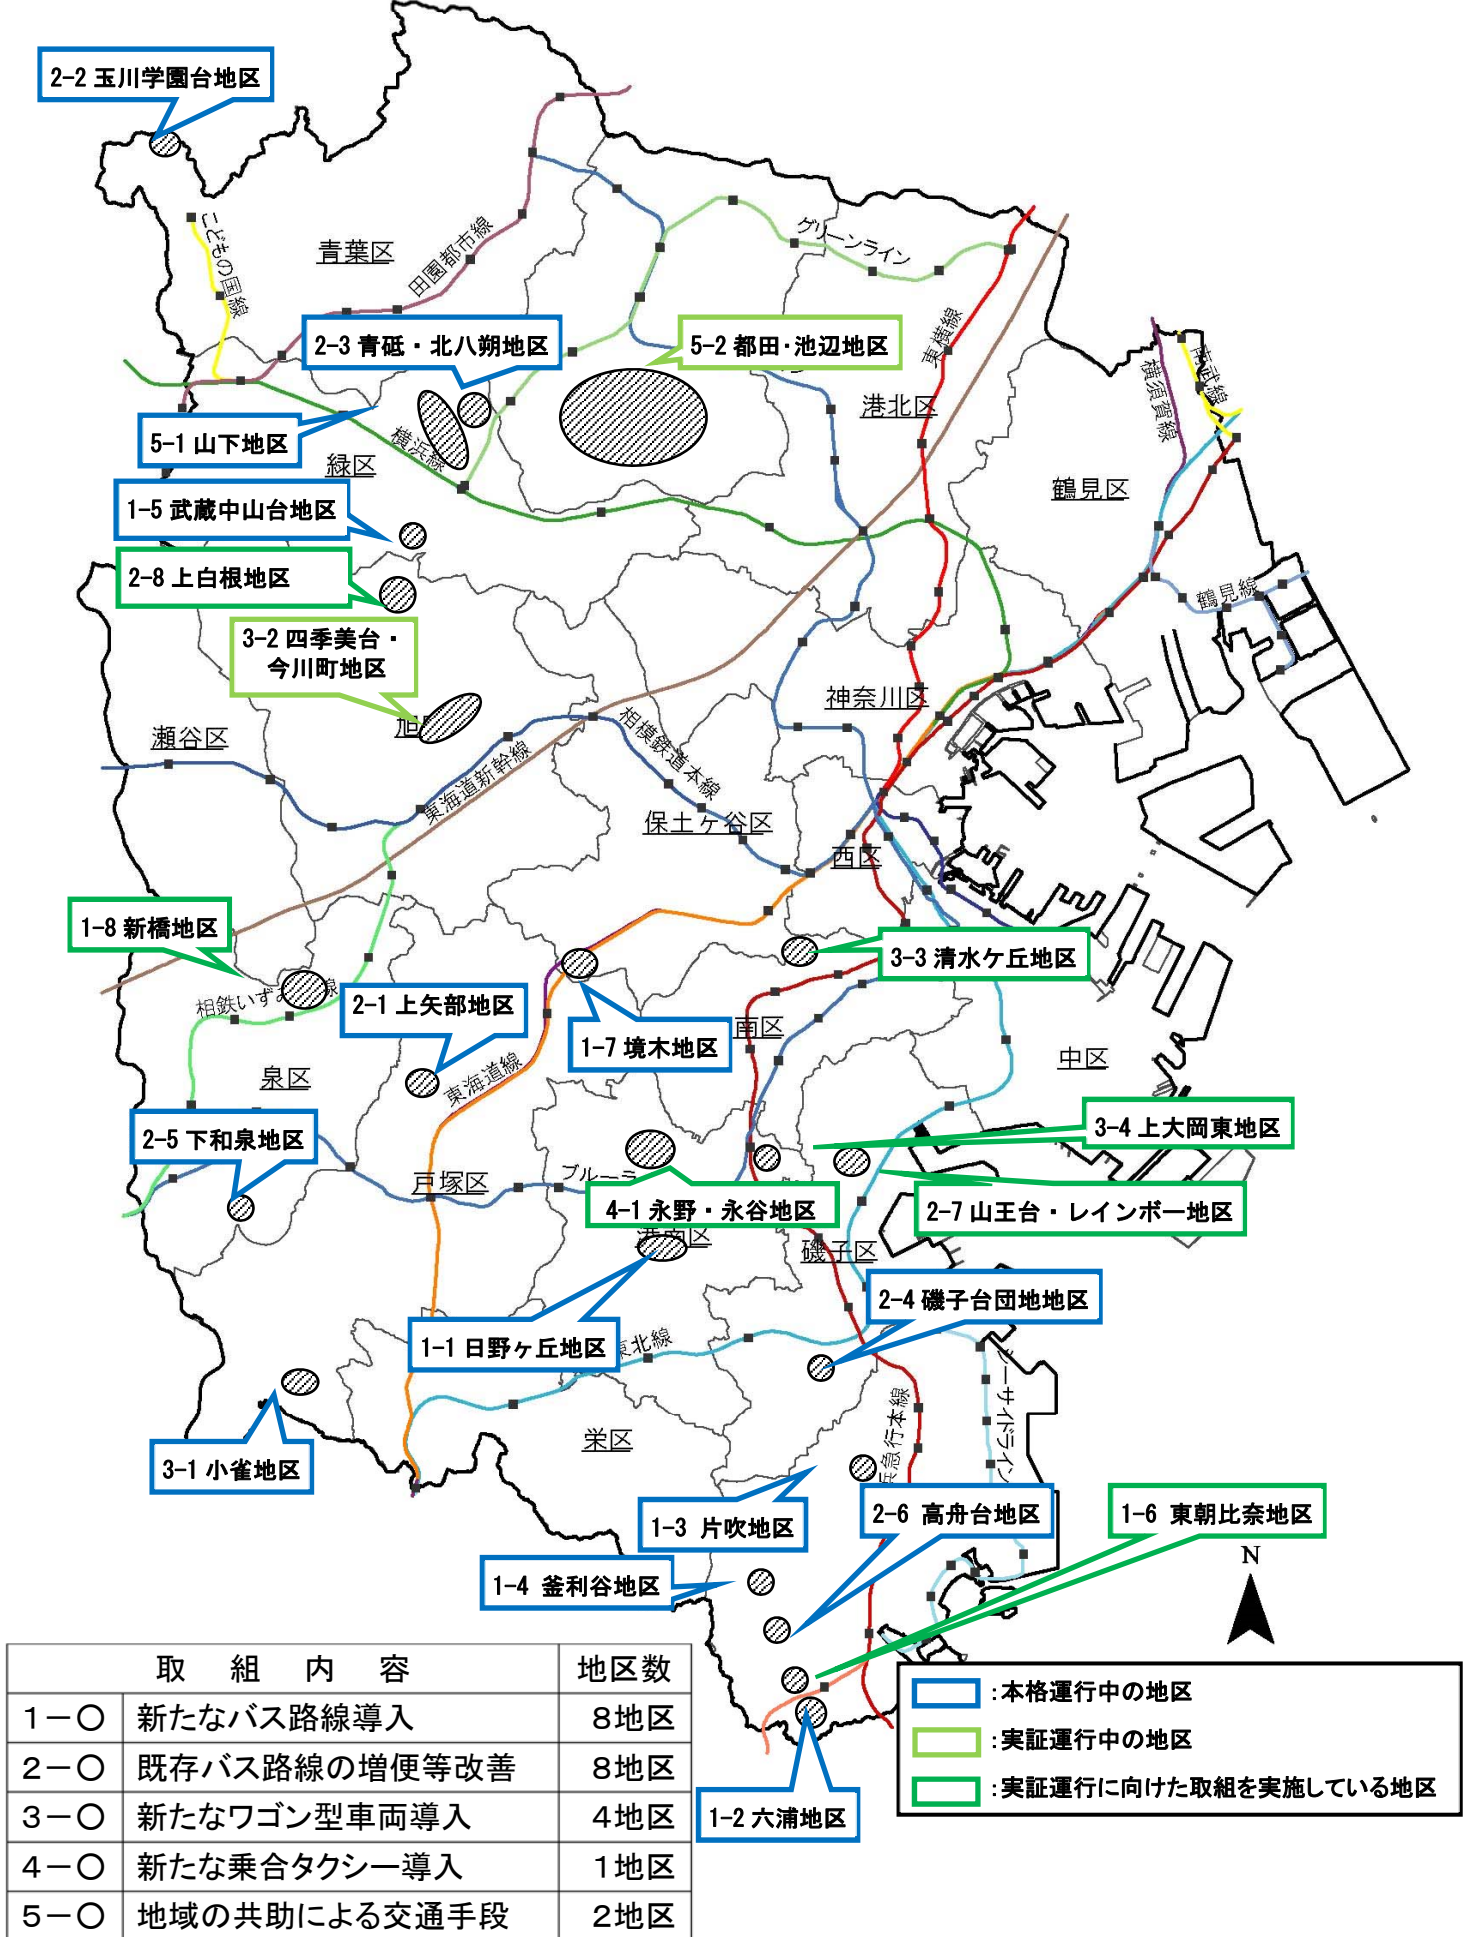 2-2 玉川学園台地区
青葉区
田園都市線
こどもの国線
グリーンライン
2-3 青砥・北八朔地区
5-2 都田・池辺地区
東横線
横須賀線
南武線
5-1 山下地区
横浜線
緑区
港北区
鶴見区
1-5 武蔵中山台地区
2-8 上白根地区
鶴見線
3-2 四季美台・
今川町地区
神奈川区
旭
瀬谷区
相模鉄道本線
東海道新幹線
保土ヶ谷区
西区
1-8 新橋地区
3-3 清水ケ丘地区
相鉄いずみ
線
2-1 上矢部地区
1-7 境木地区
南区
中区
泉区
東海道線
2-5 下和泉地区
3-4 上大岡東地区
戸塚区
ブルーラ
4-1 永野・永谷地区
2-7 山王台・レインボー地区
港南区
磯子区
2-4 磯子台団地地区
1-1 日野ヶ丘地区
東北線
シーサイドライン
浜急行本線
栄区
3-1 小雀地区
1-3 片吹地区
2-6 高舟台地区
1-6 東朝比奈地区
1-4 釜利谷地区
N
取組内容 地区数
1－○ 新たなバス路線導入 8地区
2－○ 既存バス路線の増便等改善 8地区
3－○ 新たなワゴン型車両導入 4地区
4－○ 新たな乗合タクシー導入 1地区
5－○ 地域の共助による交通手段 2地区
1-2 六浦地区
：本格運行中の地区
：実証運行中の地区
：実証運行に向けた取組を実施している地区